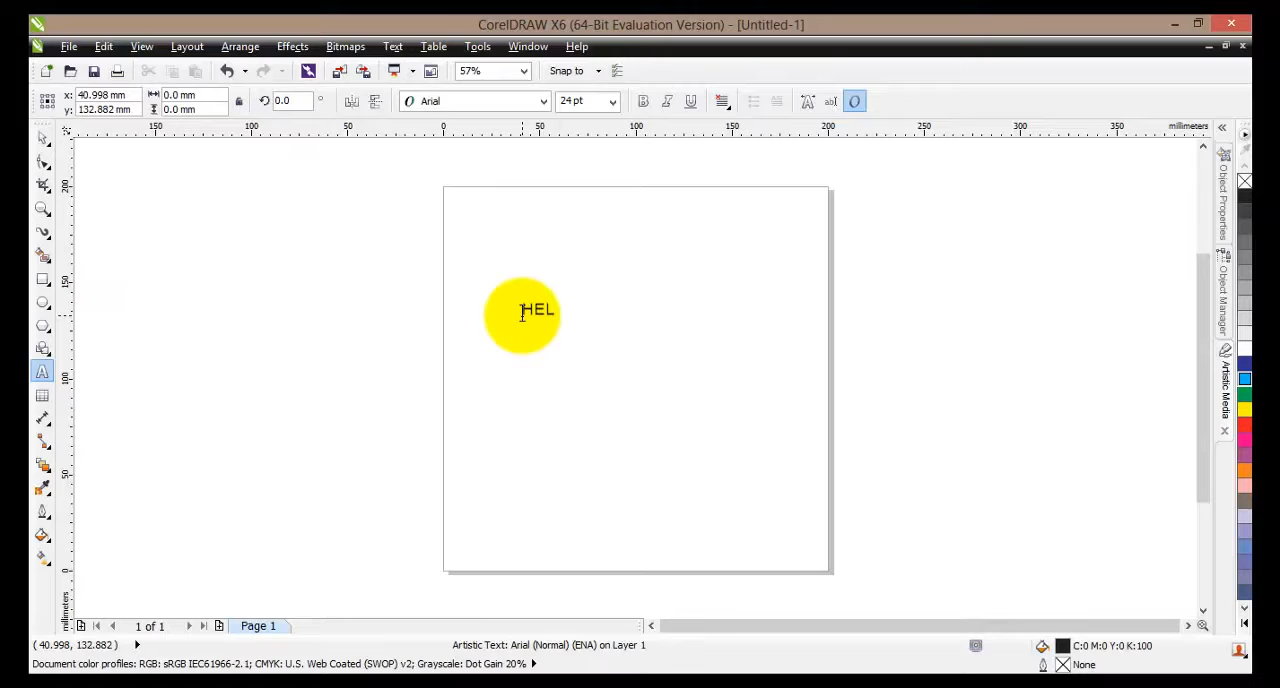 CorelDRAW X6 (64-Bit Evaluation Version) - [Untitled-1]
File Edit View Layout Arrange Effects Bitmaps Text Table Tools Window Help
57% Snap to
x: 40.998 mm 0.0 mm 0.0 ° Arial 24 pt
y: 132.882 mm 0.0 mm
150 100 50 0 50 100 150 200 250 300 350 millimeters
200
150
100
50
0
millimeters
HEL
Object Properties
Object Manager
Artistic Media
1 of 1 Page 1
( 40.998, 132.882 ) Artistic Text: Arial (Normal) (ENA) on Layer 1 C:0 M:0 Y:0 K:100
Document color profiles: RGB: sRGB IEC61966-2.1; CMYK: U.S. Web Coated (SWOP) v2; Grayscale: Dot Gain 20% None